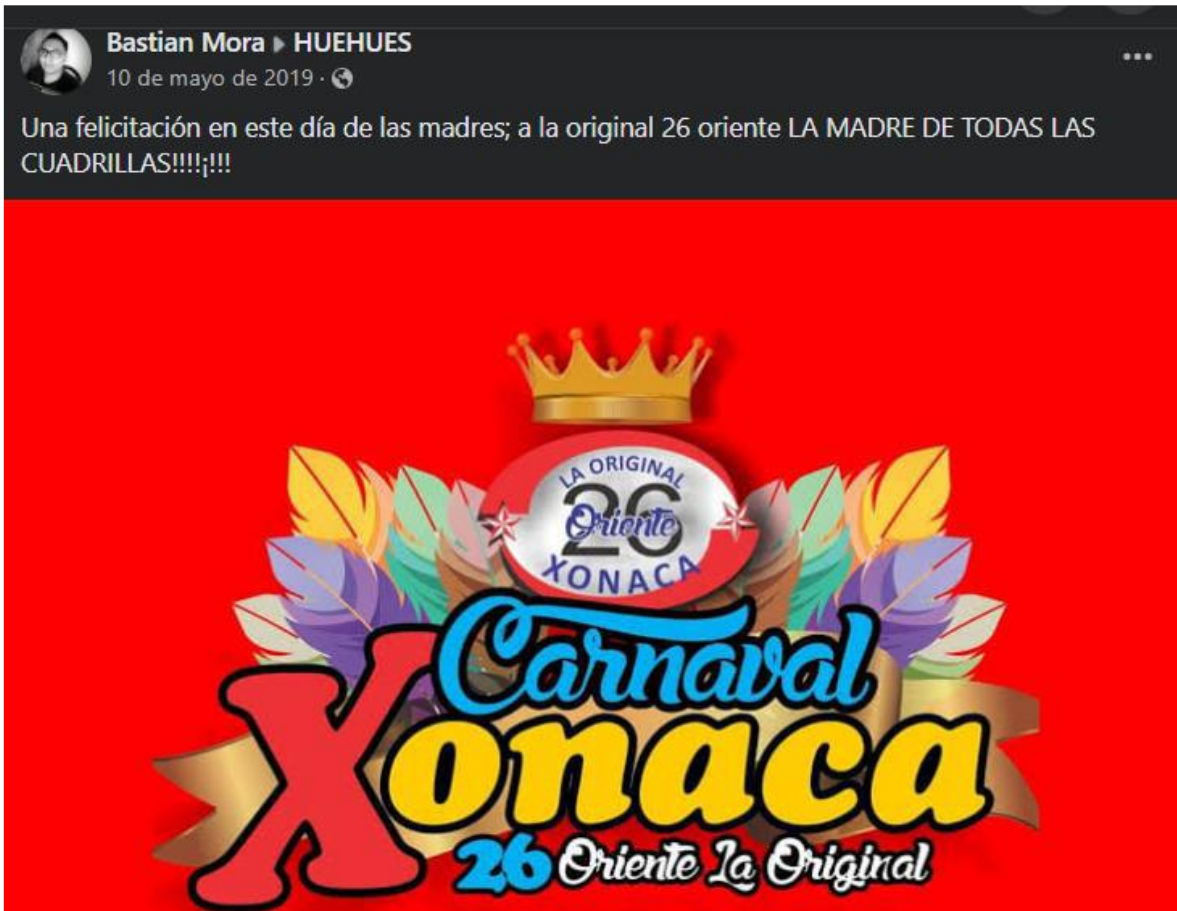 Bastian Mora ▸ HUEHUES
10 de mayo de 2019 ·
Una felicitación en este día de las madres; a la original 26 oriente LA MADRE DE TODAS LAS
CUADRILLAS!!!!¡!!!
LA ORIGINAL
26
Oriente
XONACA
Carnaval
Xonaca
26 Oriente La Original